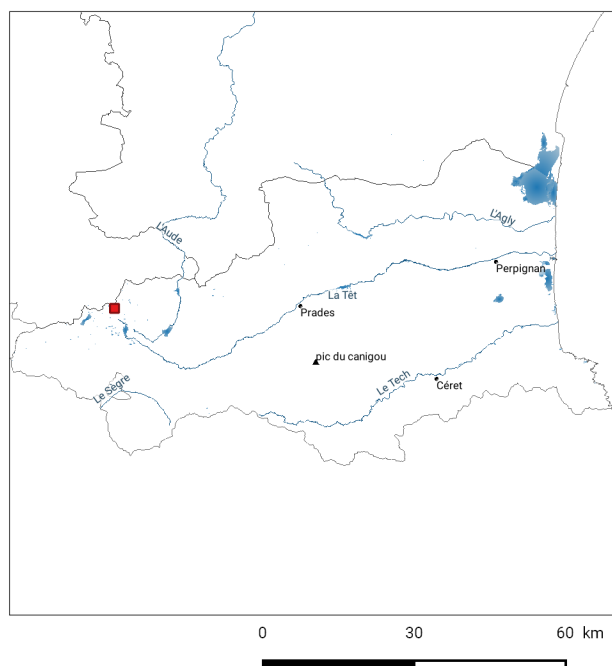 L'Aude
L'Agly
Perpignan
La Têt
Prades
pic du canigou
Le Tech
Céret
Le Sègre
0 30 60 km